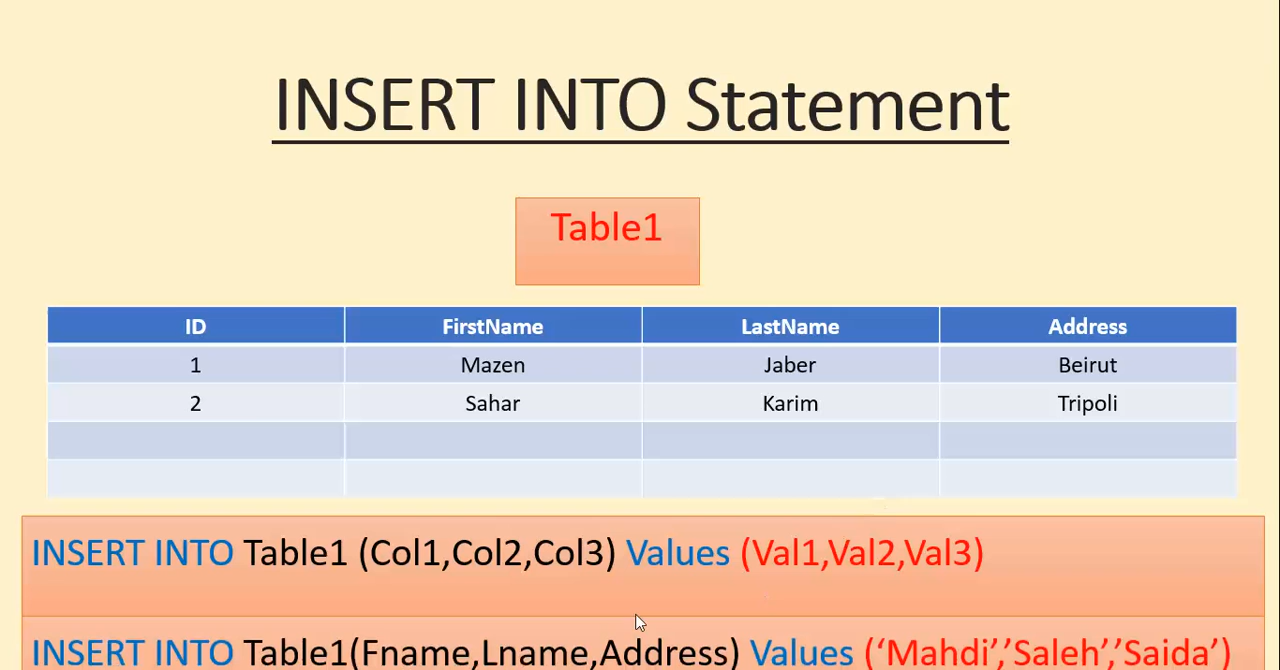 INSERT INTO Statement
Table1
ID FirstName LastName Address
1 Mazen Jaber Beirut
2 Sahar Karim Tripoli
INSERT INTO Table1 (Col1,Col2,Col3) Values (Val1,Val2,Val3)
INSERT INTO Table1(Fname,Lname,Address) Values (‘Mahdi’,’Saleh’,’Saida’)